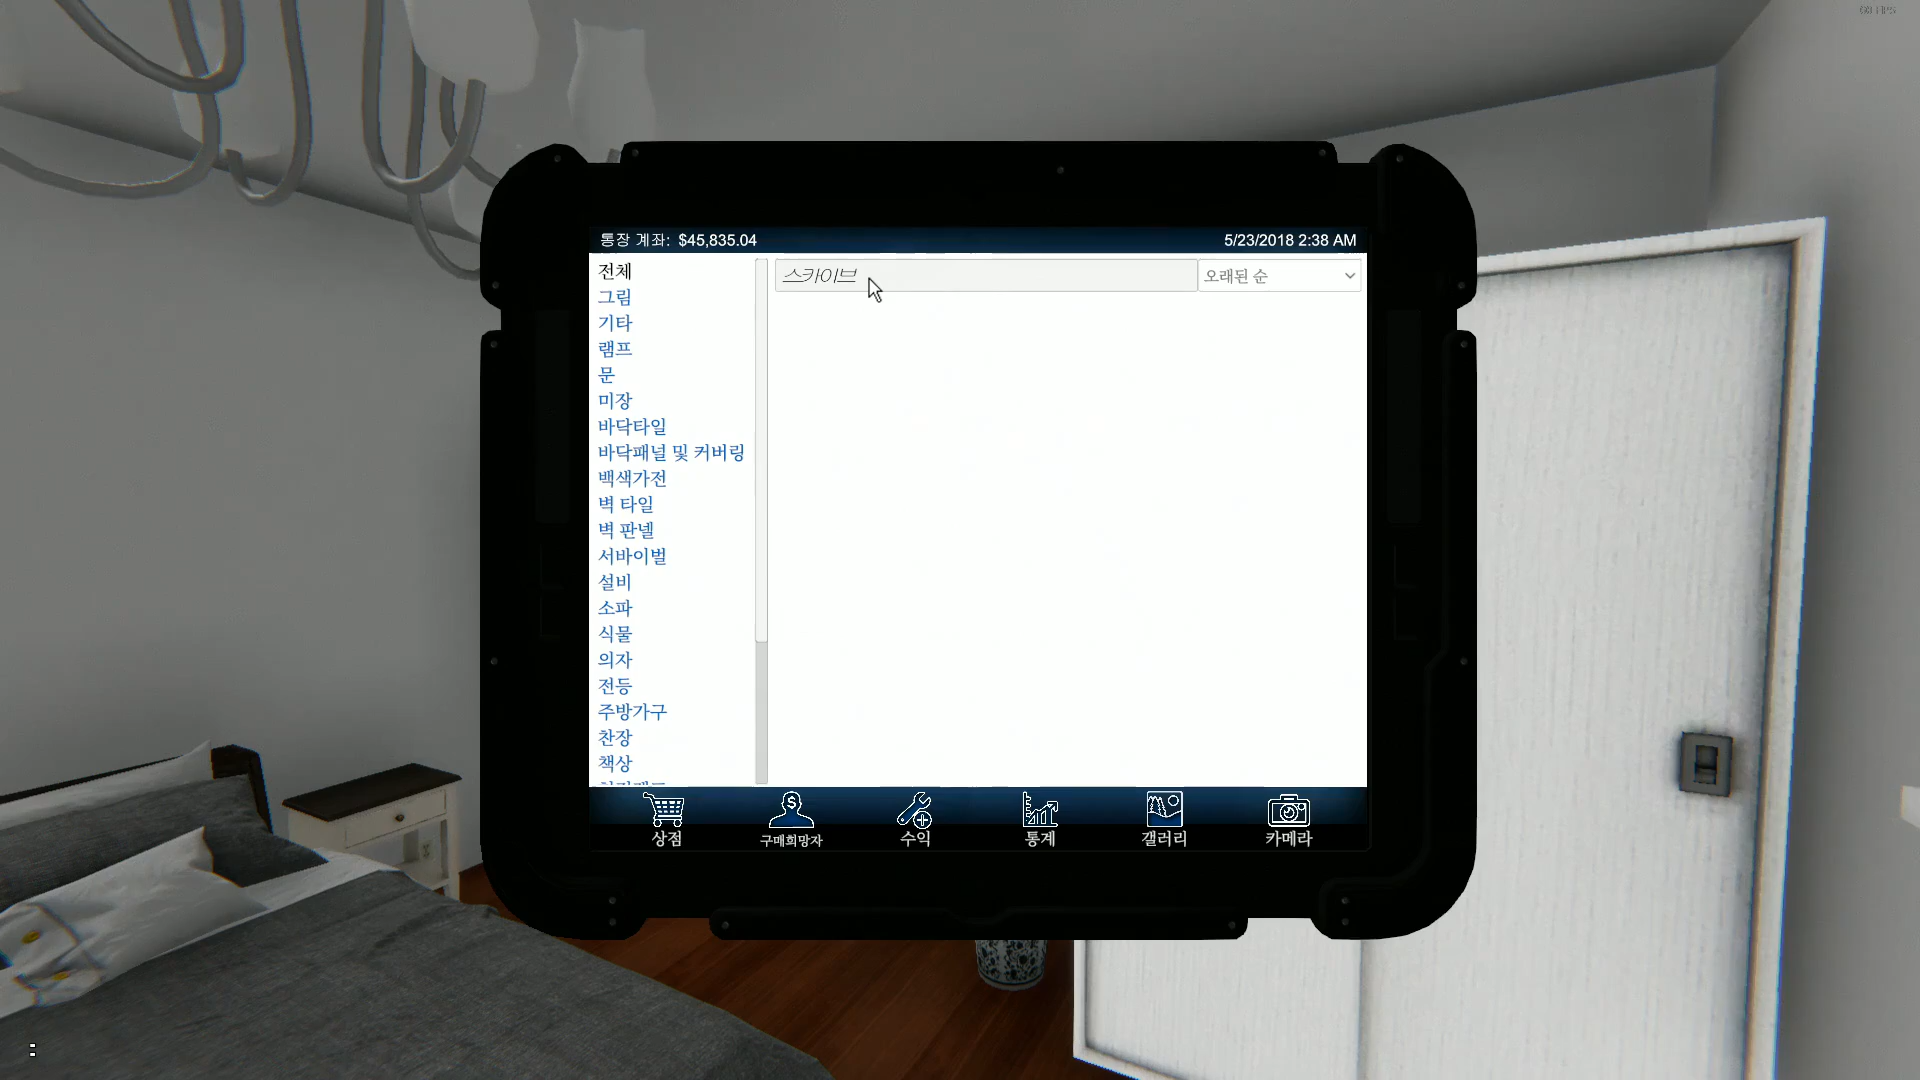 60 FPS
통장 계좌: $45,835.04
5/23/2018 2:38 AM
전체
그림
기타
램프
문
미장
바닥타일
바닥패널 및 커버링
백색가전
벽 타일
벽 판넬
서바이벌
설비
소파
식물
의자
전등
주방가구
찬장
책상
스카이브
오래된 순
상점
구매희망자
수익
통계
갤러리
카메라